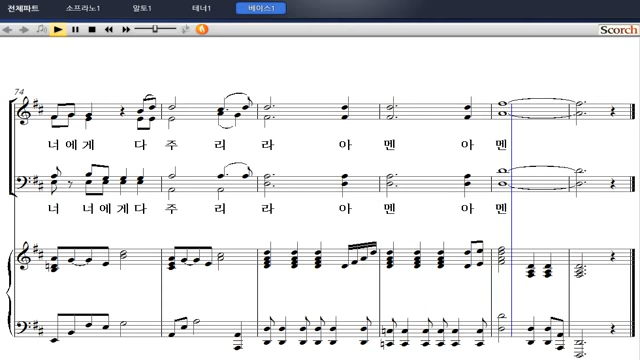 전체파트 소프라노1 알토1 테너1 베이스1
Scorch
74
너에게 다주리라 아멘 아멘
너 너에게다주리라 아멘 아멘